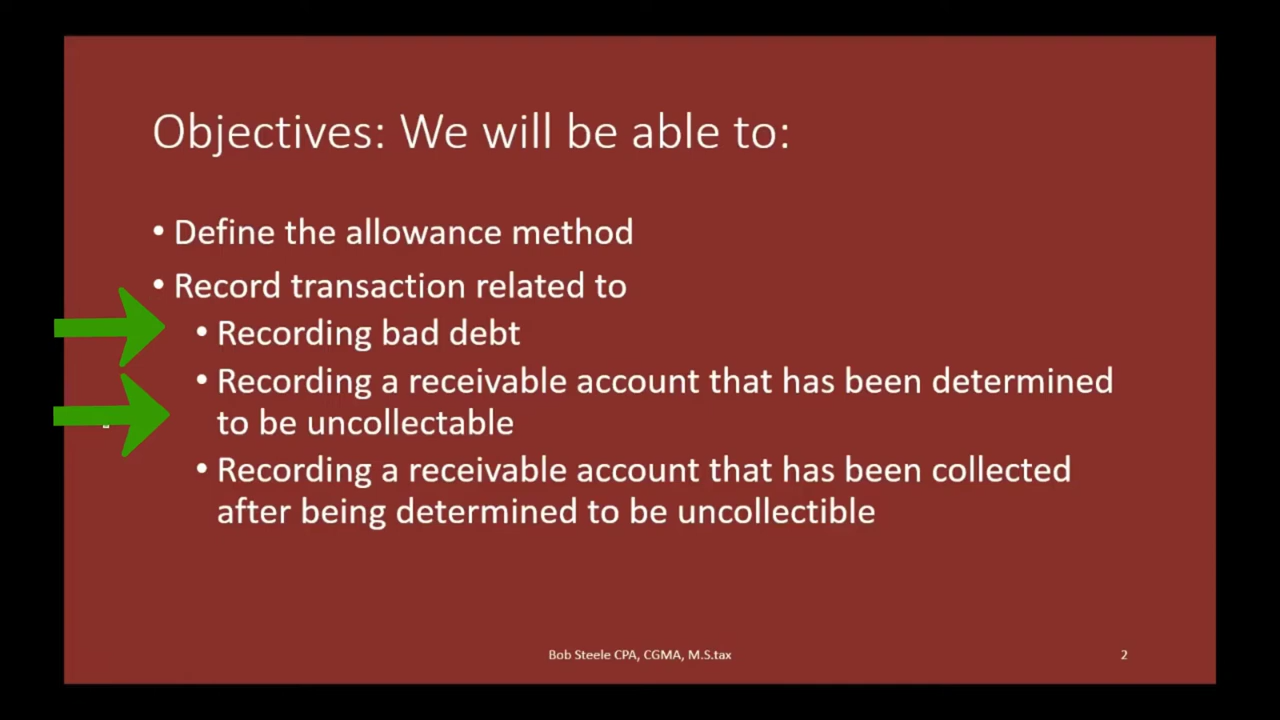 Objectives: We will be able to:
• Define the allowance method
• Record transaction related to
• Recording bad debt
• Recording a receivable account that has been determined
to be uncollectable
• Recording a receivable account that has been collected
after being determined to be uncollectible
Bob Steele CPA, CGMA, M.S.tax
2